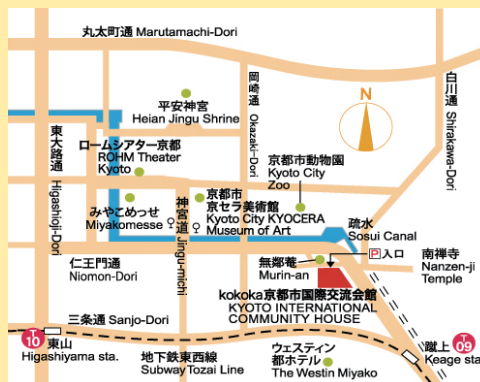 丸太町通 Marutamachi-Dori
平安神宮
Heian Jingu Shrine
岡崎通 Okazaki-Dori
N
白川通 Shirakawa-Dori
東大路通 Higashioji-Dori
ロームシアター京都
ROHM Theater
Kyoto
京都市動物園
Kyoto City
Zoo
みやこめっせ
Miyakomesse
神宮道 Jingu-michi
京都市
京セラ美術館
Kyoto City KYOCERA
Museum of Art
疏水
Sosui Canal
仁王門通
Niomon-Dori
無鄰菴
Murin-an
P入口
南禅寺
Nanzen-ji
Temple
kokoka京都市国際交流会館
KYOTO INTERNATIONAL
COMMUNITY HOUSE
三条通 Sanjo-Dori
T
10
東山
Higashiyama sta.
地下鉄東西線
Subway Tozai Line
ウェスティン
都ホテル
The Westin Miyako
蹴上
Keage sta
T
09